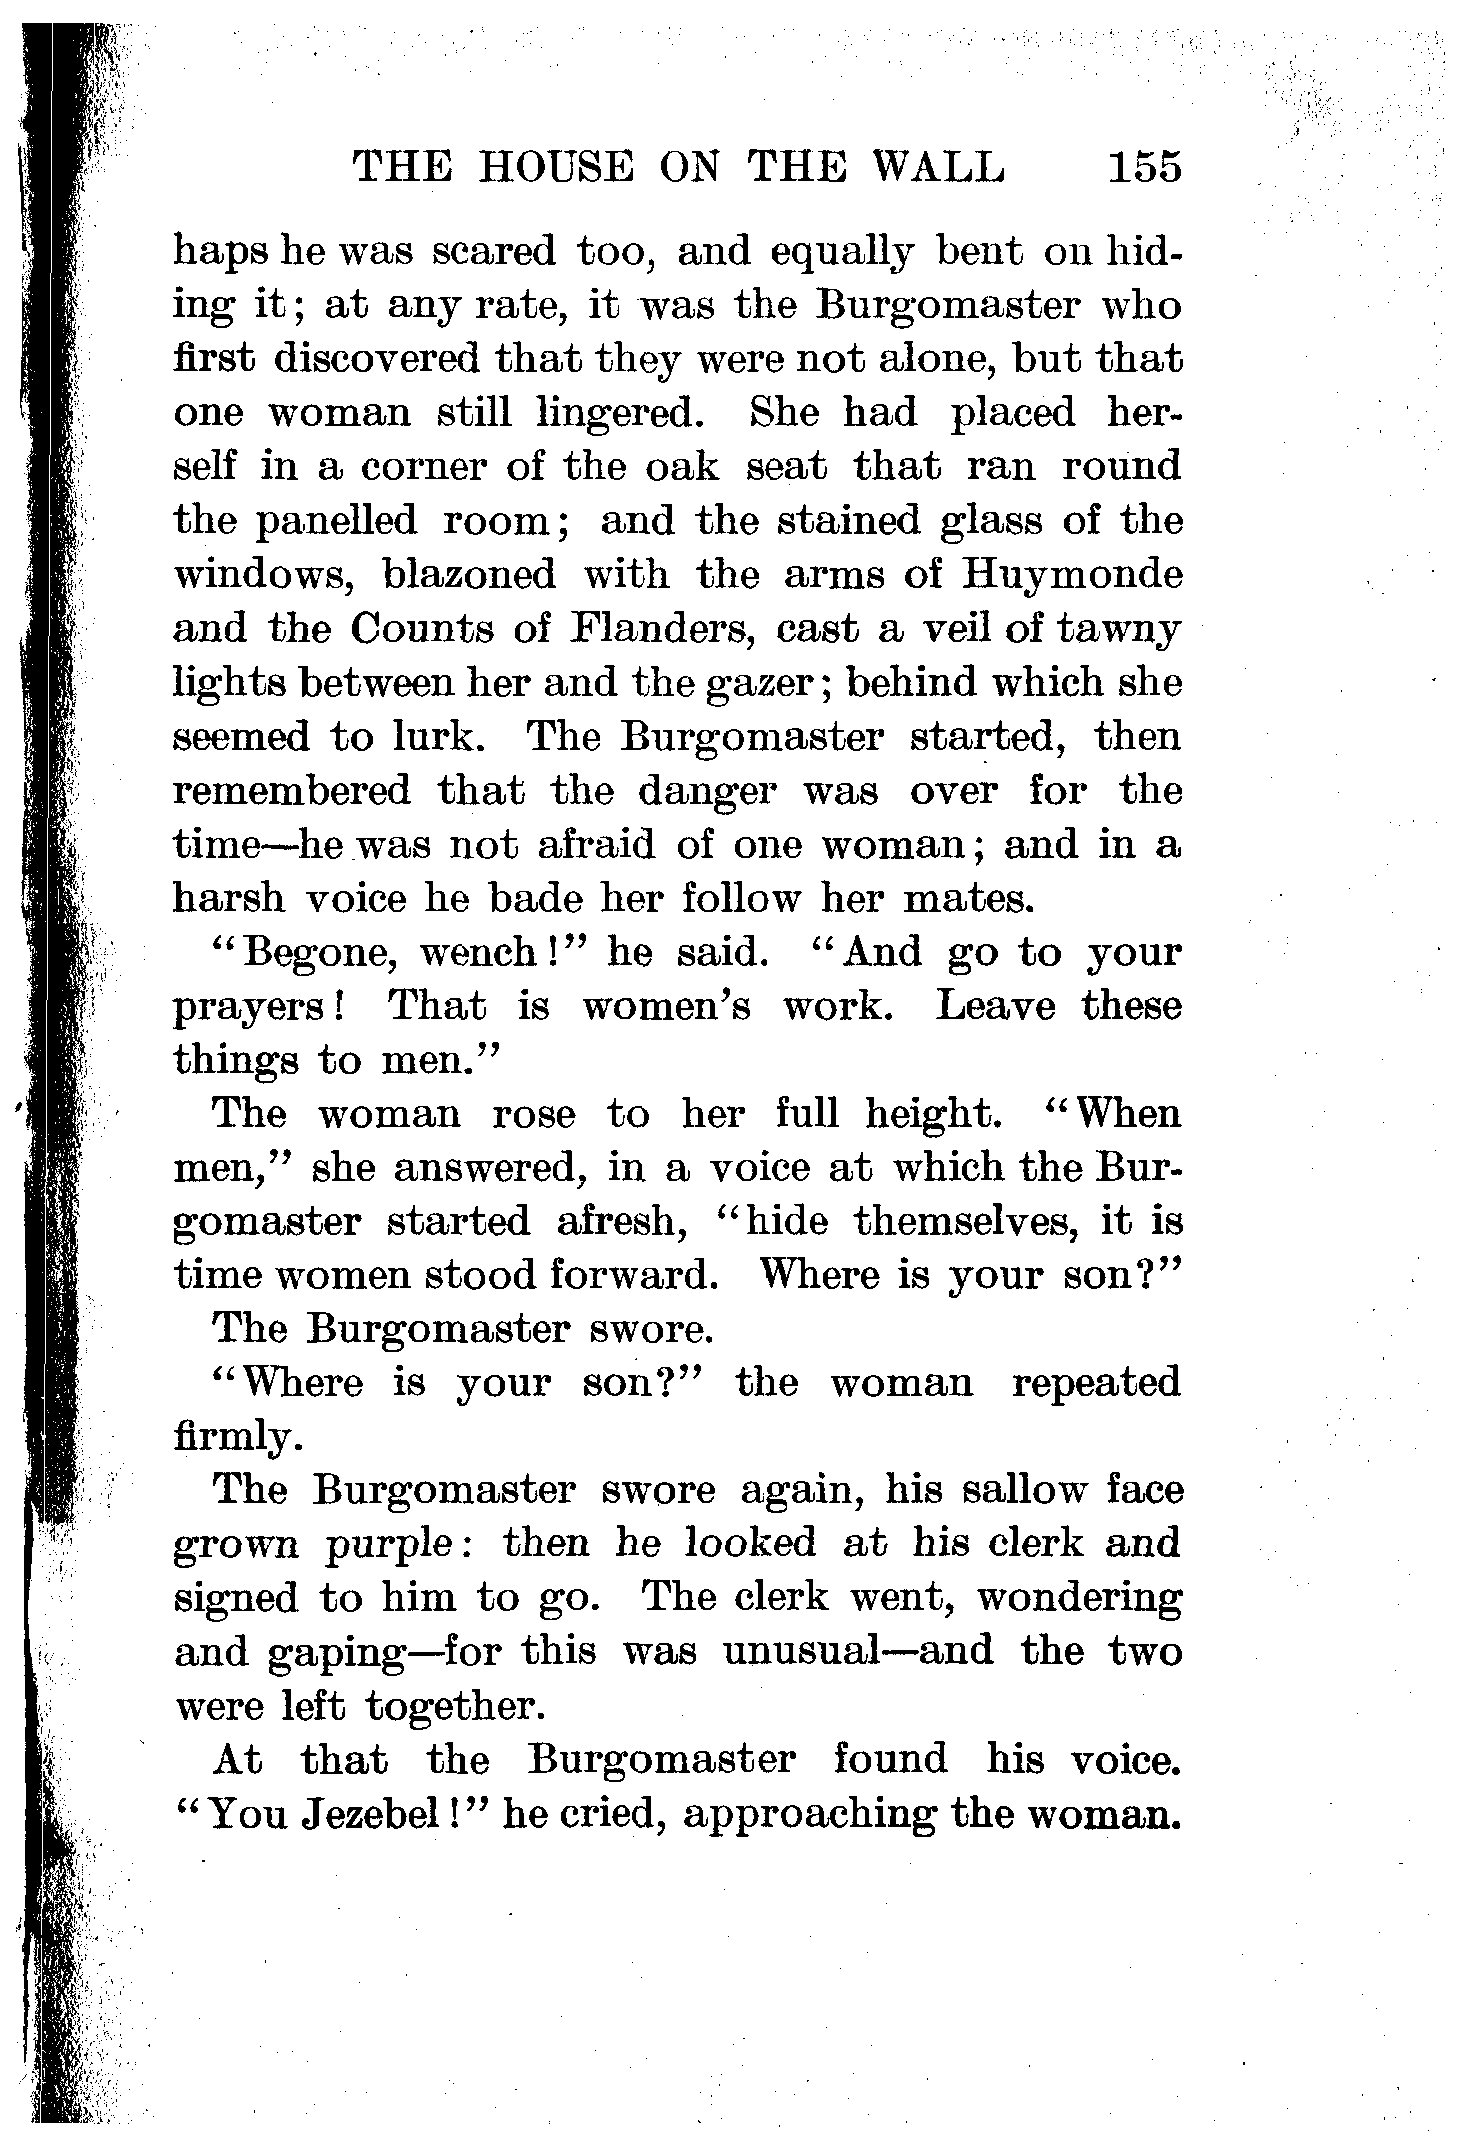 THE HOUSE ON THE WALL 155
haps he was scared too, and equally bent on hid-
ing it; at any rate, it was the Burgomaster who
first discovered that they were not alone, but that
one woman still lingered. She had placed her-
self in a corner of the oak seat that ran round
the panelled room; and the stained glass of the
windows, blazoned with the arms of Huymonde
and the Counts of Flanders, cast a veil of tawny
lights between her and the gazer; behind which she
seemed to lurk. The Burgomaster started, then
remembered that the danger was over for the
time—he was not afraid of one woman; and in a
harsh voice he bade her follow her mates.
“Begone, wench!” he said. “And go to your
prayers! That is women’s work. Leave these
things to men.”
The woman rose to her full height. “When
men,” she answered, in a voice at which the Bur-
gomaster started afresh, “hide themselves, it is
time women stood forward. Where is your son?”
The Burgomaster swore.
“Where is your son?” the woman repeated
firmly.
The Burgomaster swore again, his sallow face
grown purple: then he looked at his clerk and
signed to him to go. The clerk went, wondering
and gaping—for this was unusual—and the two
were left together.
At that the Burgomaster found his voice.
“You Jezebel!” he cried, approaching the woman.